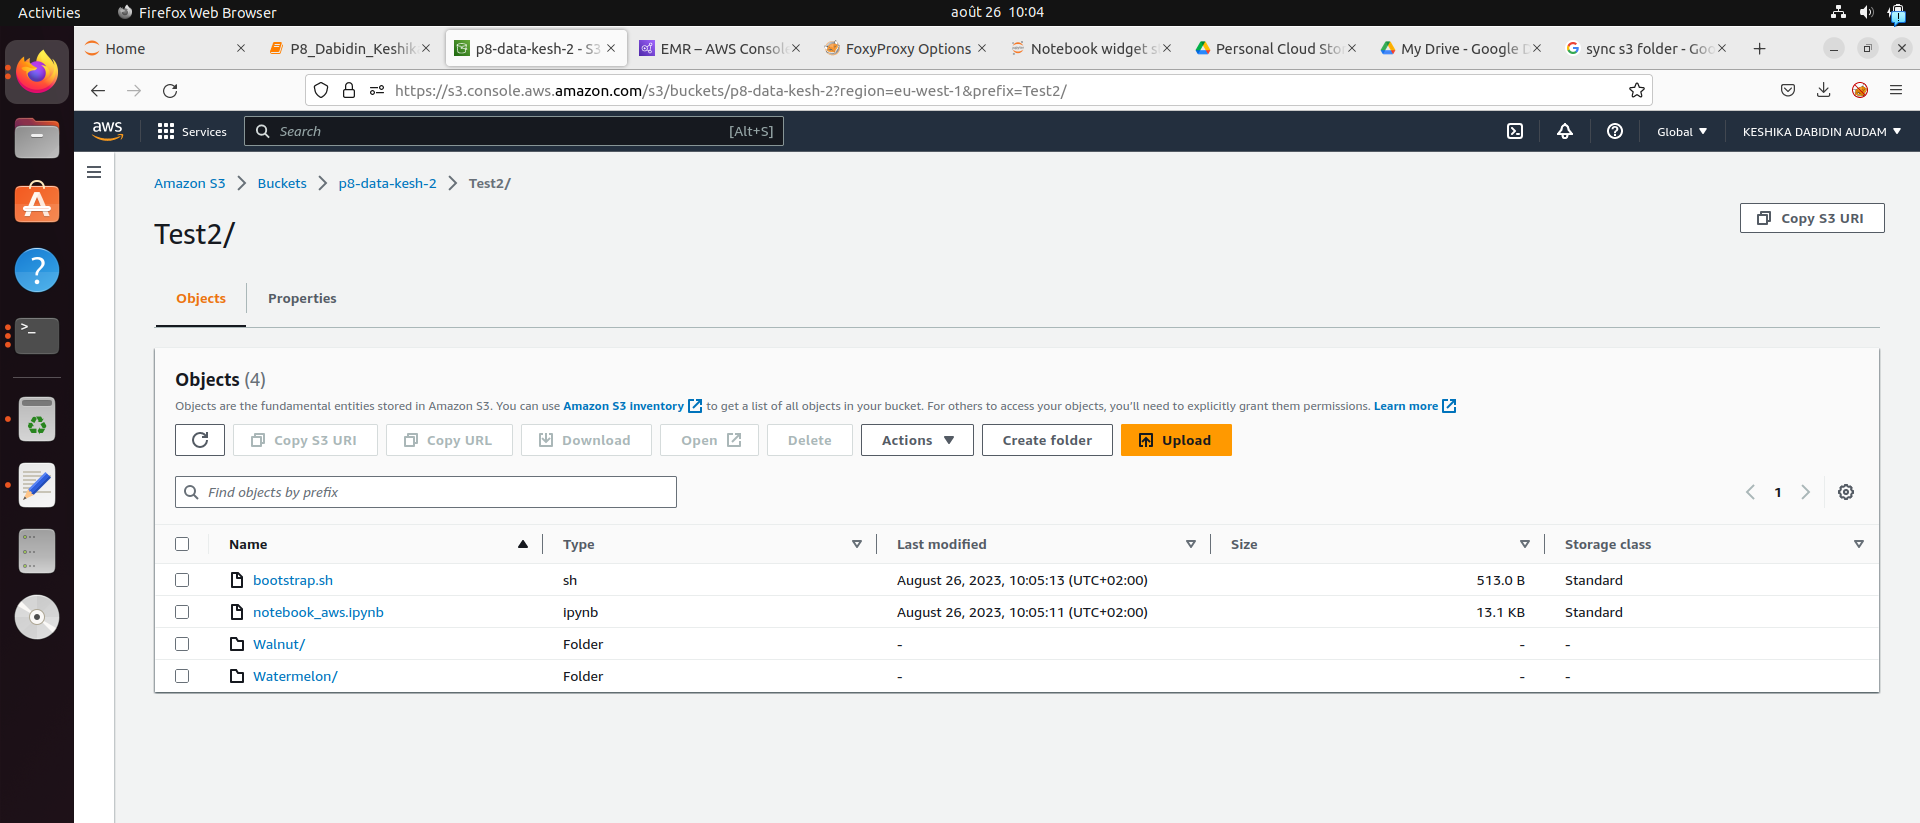 Activities Firefox Web Browser août 26 10:04
Home P8_Dabidin_Keshik p8-data-kesh-2 - S3 EMR – AWS Console FoxyProxy Options Notebook widget s Personal Cloud Sto My Drive - Google D sync s3 folder - Goo
https://s3.console.aws.amazon.com/s3/buckets/p8-data-kesh-2?region=eu-west-1&prefix=Test2/
aws Services Search [Alt+S] Global KESHIKA DABIDIN AUDAM
Amazon S3 Buckets p8-data-kesh-2 Test2/
Test2/
Copy S3 URI
Objects Properties
Objects (4)
Objects are the fundamental entities stored in Amazon S3. You can use Amazon S3 inventory to get a list of all objects in your bucket. For others to access your objects, you'll need to explicitly grant them permissions. Learn more
Copy S3 URI Copy URL Download Open Delete Actions Create folder Upload
Find objects by prefix 1
Name Type Last modified Size Storage class
bootstrap.sh sh August 26, 2023, 10:05:13 (UTC+02:00) 513.0 B Standard
notebook_aws.ipynb ipynb August 26, 2023, 10:05:11 (UTC+02:00) 13.1 KB Standard
Walnut/ Folder - - -
Watermelon/ Folder - - -